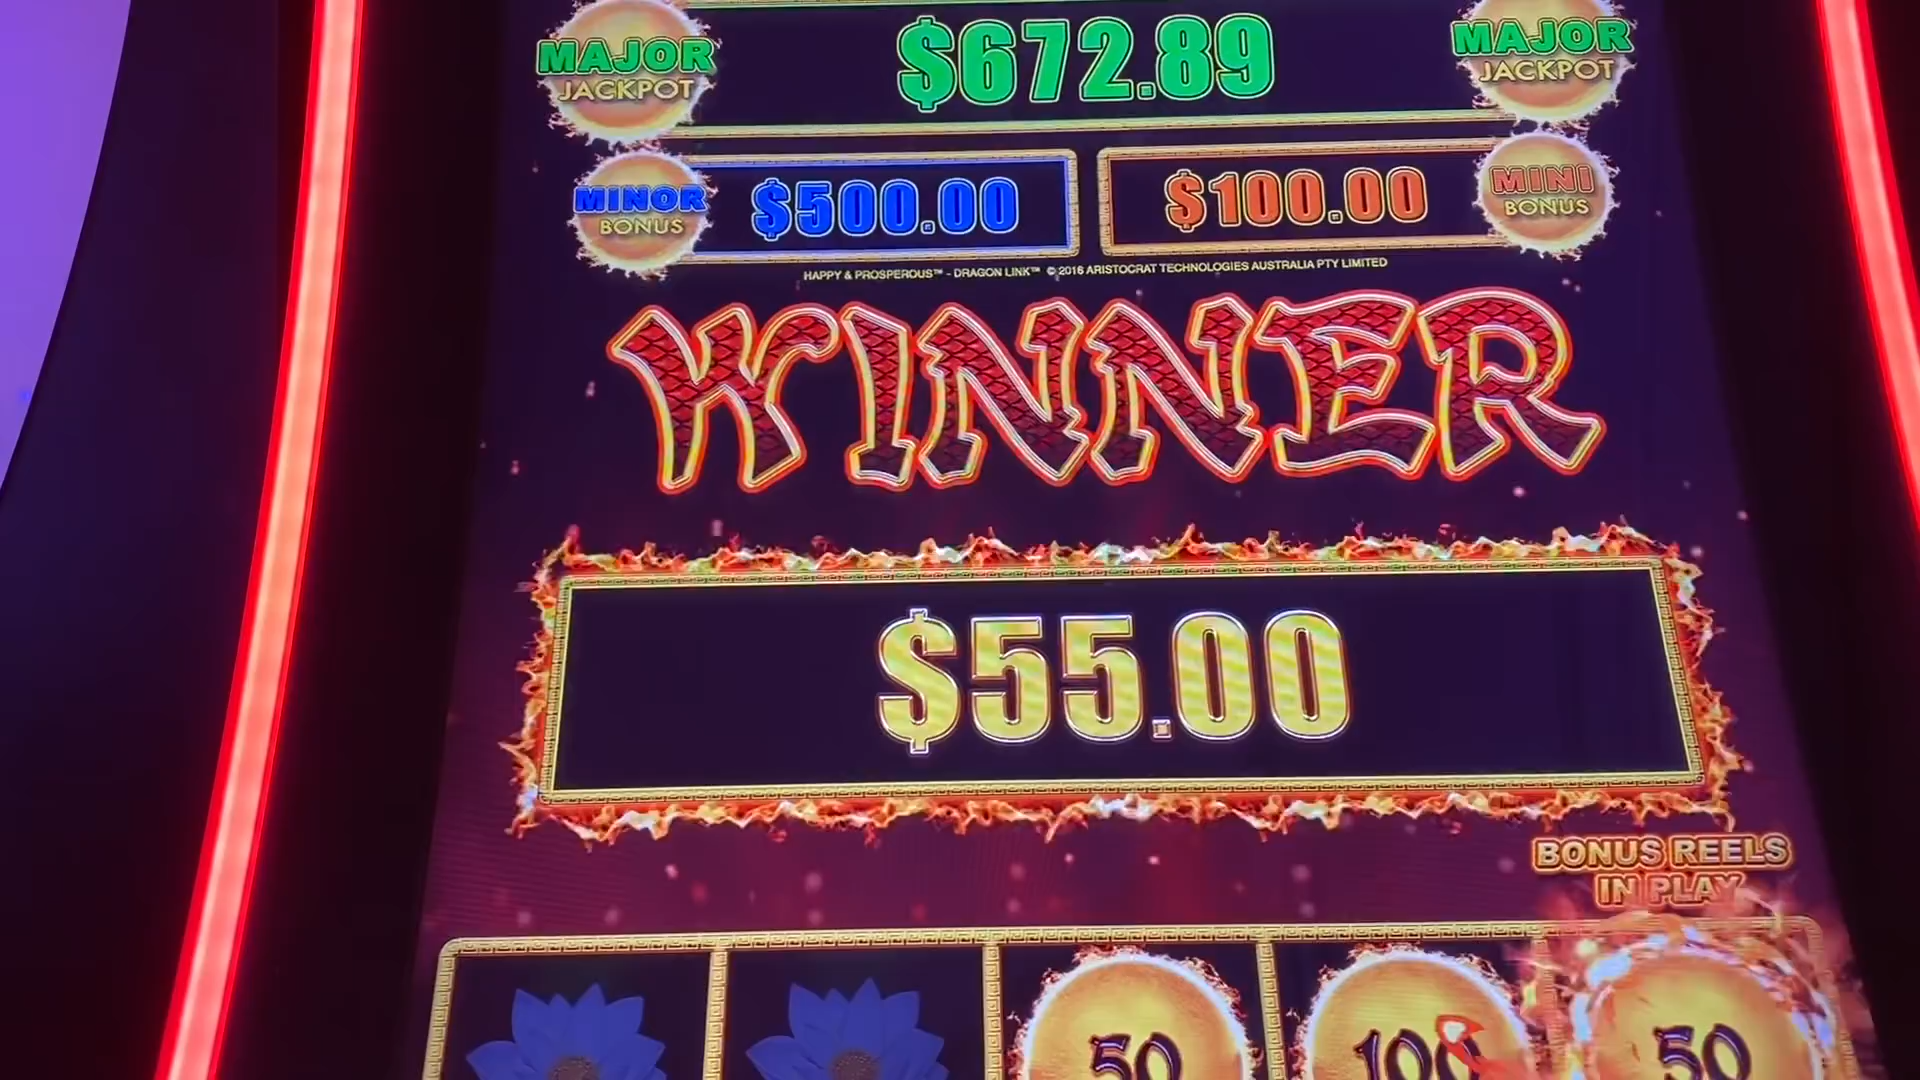 MAJOR JACKPOT $672.89 MAJOR JACKPOT
MINOR BONUS $500.00 $100.00 MINI BONUS
HAPPY & PROSPEROUS™ - DRAGON LINK™ © 2016 ARISTOCRAT TECHNOLOGIES AUSTRALIA PTY LIMITED
WINNER
$55.00
BONUS REELS
IN PLAY
50 100 50